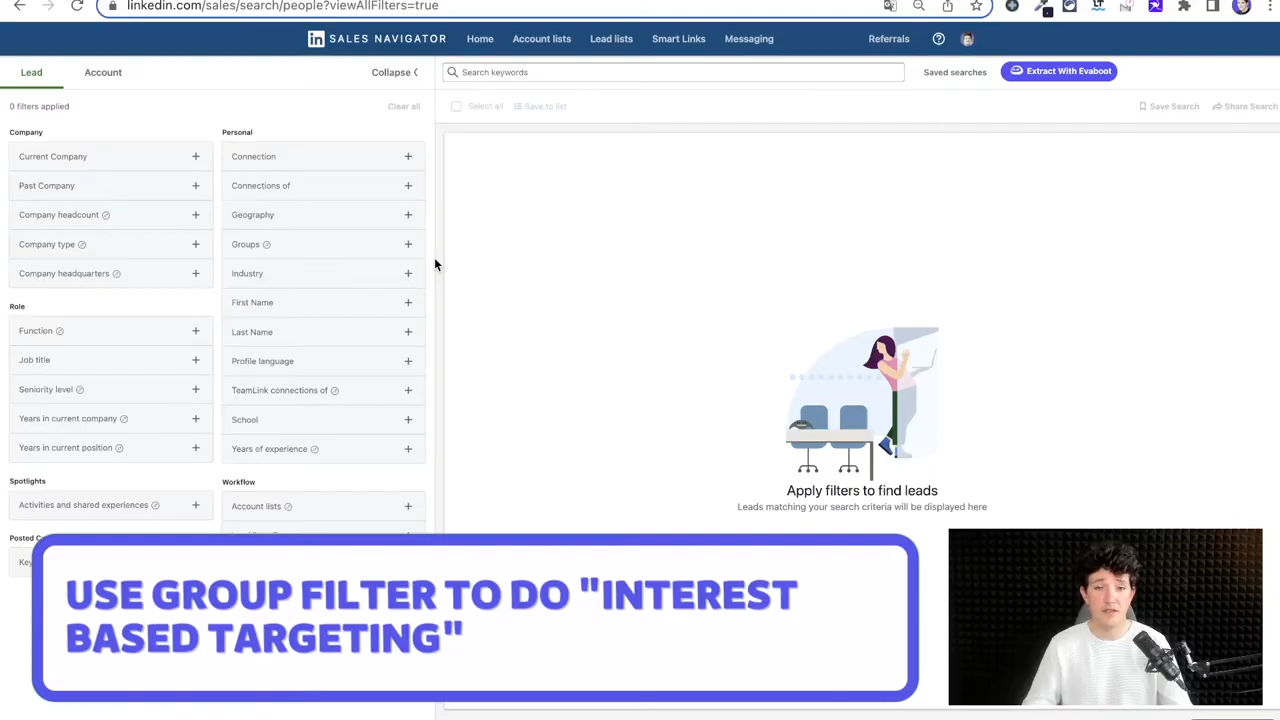 linkedin.com/sales/search/people?viewAllFilters=true
in SALES NAVIGATOR Home Account lists Lead lists Smart Links Messaging Referrals
Lead Account Collapse
Search keywords Saved searches Extract With Evaboot
0 filters applied Clear all
Select all Save to list Save Search Share Search
Company
Current Company
Past Company
Company headcount
Company type
Company headquarters
Role
Function
Job title
Seniority level
Years in current company
Years in current position
Spotlights
Activities and shared experiences
Personal
Connection
Connections of
Geography
Groups
Industry
First Name
Last Name
Profile language
TeamLink connections of
School
Years of experience
Workflow
Account lists
Apply filters to find leads
Leads matching your search criteria will be displayed here
Posted
USE GROUP FILTER TO DO "INTEREST
BASED TARGETING"